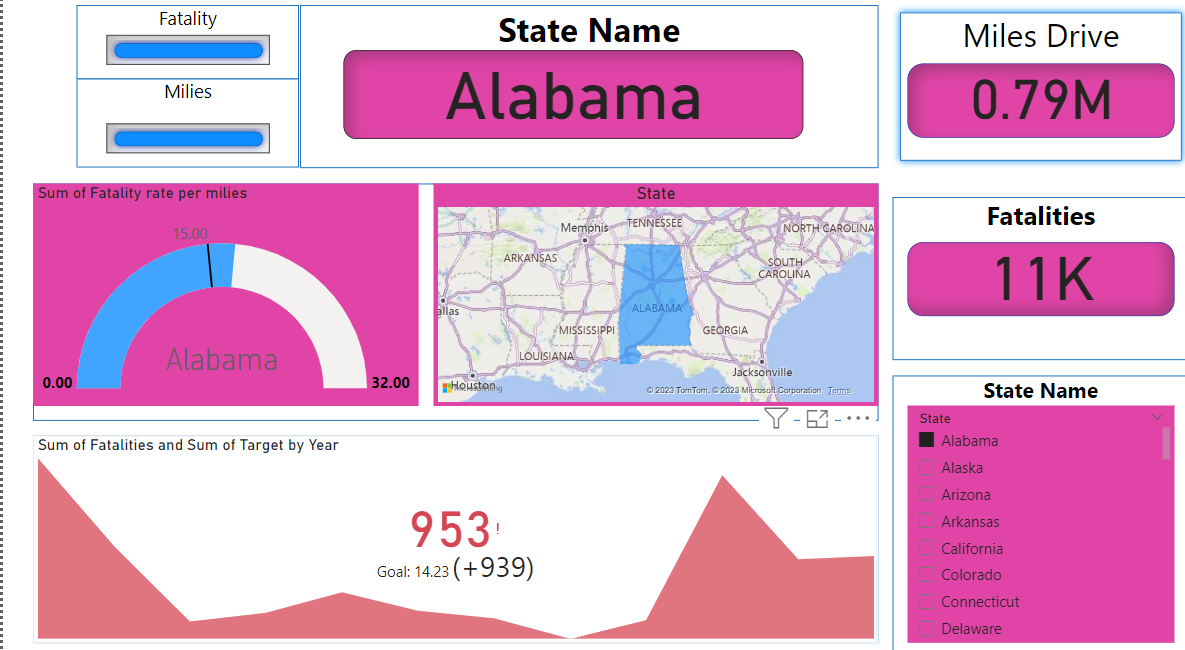 Fatality
Milies
State Name
Alabama
Miles Drive
0.79M
Sum of Fatality rate per milies
15.00
Alabama
0.00
32.00
State
Memphis
TENNESSEE
NORTH CAROLINA
ARKANSAS
SOUTH
CAROLINA
allas
ALABAMA
MISSISSIPPI
GEORGIA
LOUISIANA
Jacksonville
Houston
© 2023 TomTom, © 2023 Microsoft Corporation
Terms
Fatalities
11K
Sum of Fatalities and Sum of Target by Year
953!
Goal: 14.23 (+939)
State Name
State
Alabama
Alaska
Arizona
Arkansas
California
Colorado
Connecticut
Delaware